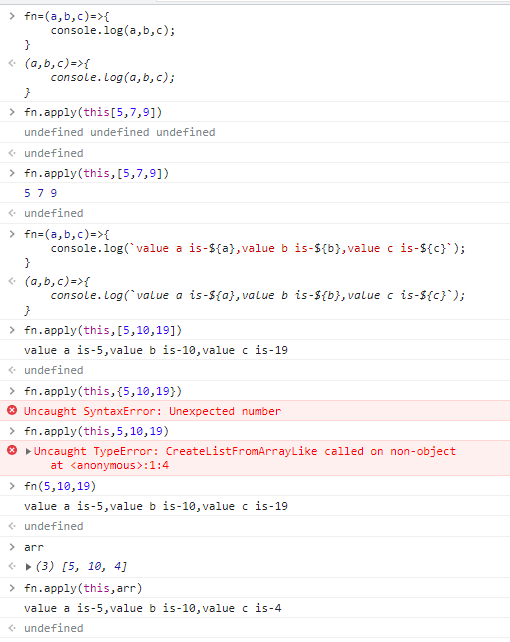 fn=(a,b,c)=>{
console.log(a,b,c);
}
(a,b,c)=>{
console.log(a,b,c);
}
fn.apply(this[5,7,9])
undefined undefined undefined
undefined
fn.apply(this,[5,7,9])
5 7 9
undefined
fn=(a,b,c)=>{
console.log(`value a is-${a},value b is-${b},value c is-${c}`);
}
(a,b,c)=>{
console.log(`value a is-${a},value b is-${b},value c is-${c}`);
}
fn.apply(this,[5,10,19])
value a is-5,value b is-10,value c is-19
undefined
fn.apply(this,{5,10,19})
Uncaught SyntaxError: Unexpected number
fn.apply(this,5,10,19)
Uncaught TypeError: CreateListFromArrayLike called on non-object
at <anonymous>:1:4
fn(5,10,19)
value a is-5,value b is-10,value c is-19
undefined
arr
(3) [5, 10, 4]
fn.apply(this,arr)
value a is-5,value b is-10,value c is-4
undefined